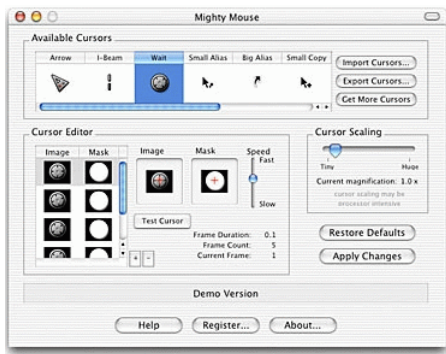 Mighty Mouse
Available Cursors
Arrow I-Beam Wait Small Alias Big Alias Small Copy
Import Cursors...
Export Cursors...
Get More Cursors
Cursor Editor
Image Mask Image Mask Speed
Fast
Slow
Test Cursor
Frame Duration: 0.1
Frame Count: 5
Current Frame: 1
+ -
Cursor Scaling
Tiny Huge
Current magnification: 1.0 x
cursor scaling may be
processor intensive
Restore Defaults
Apply Changes
Demo Version
Help Register... About...